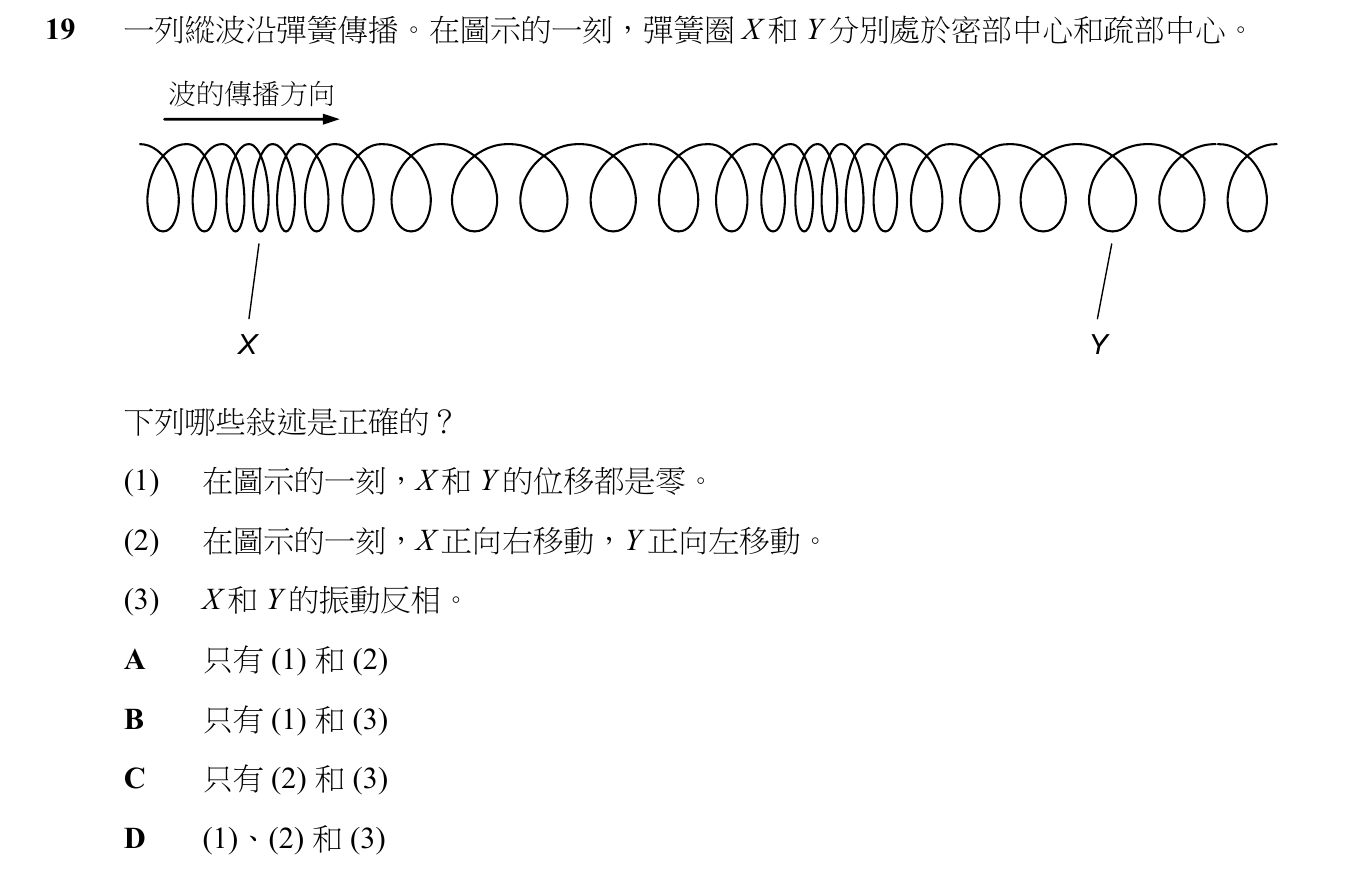 19 一列縱波沿彈簧傳播。在圖示的一刻，彈簧圈 X 和 Y 分別處於密部中心和疏部中心。
波的傳播方向
X
Y
下列哪些敍述是正確的？
(1) 在圖示的一刻，X 和 Y 的位移都是零。
(2) 在圖示的一刻，X 正向右移動，Y 正向左移動。
(3) X 和 Y 的振動反相。
A 只有 (1) 和 (2)
B 只有 (1) 和 (3)
C 只有 (2) 和 (3)
D (1)、(2) 和 (3)